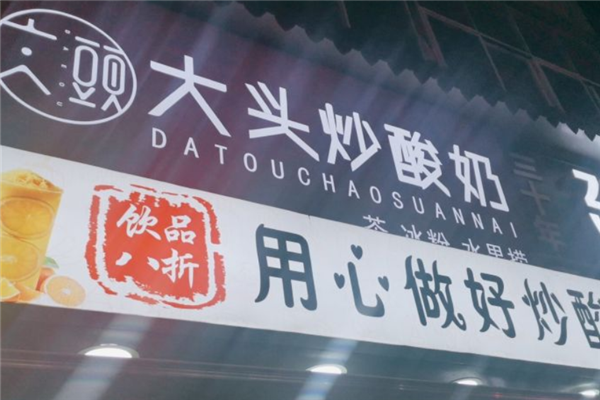 大頭
大头炒酸奶
DATOUCHAOSUANNAI
三十年
茶 冰粉 水果捞
饮品
八折
用心做好炒酸